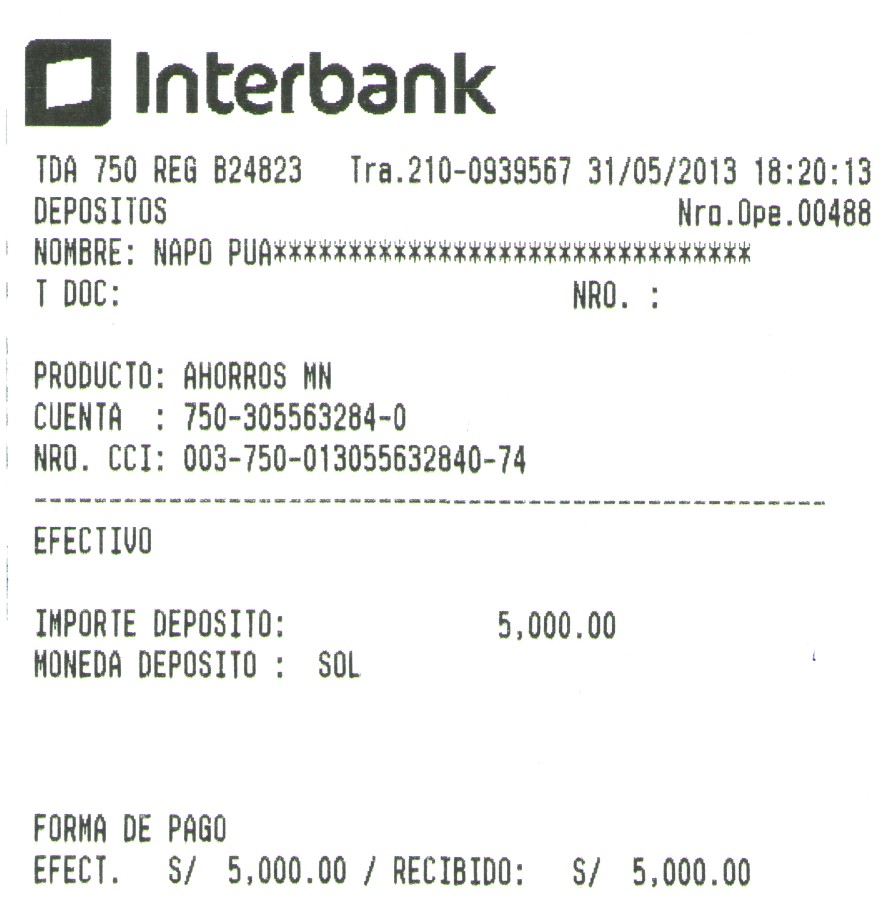 Interbank
TDA 750 REG B24823 Tra.210-0939567 31/05/2013 18:20:13
DEPOSITOS Nro.Ope.00488
NOMBRE: NAPO PUA********************************
T DOC: NRO. :
PRODUCTO: AHORROS MN
CUENTA : 750-305563284-0
NRO. CCI: 003-750-013055632840-74
-----------------------------------------------------
EFECTIVO
IMPORTE DEPOSITO: 5,000.00
MONEDA DEPOSITO : SOL
FORMA DE PAGO
EFECT. S/ 5,000.00 / RECIBIDO: S/ 5,000.00